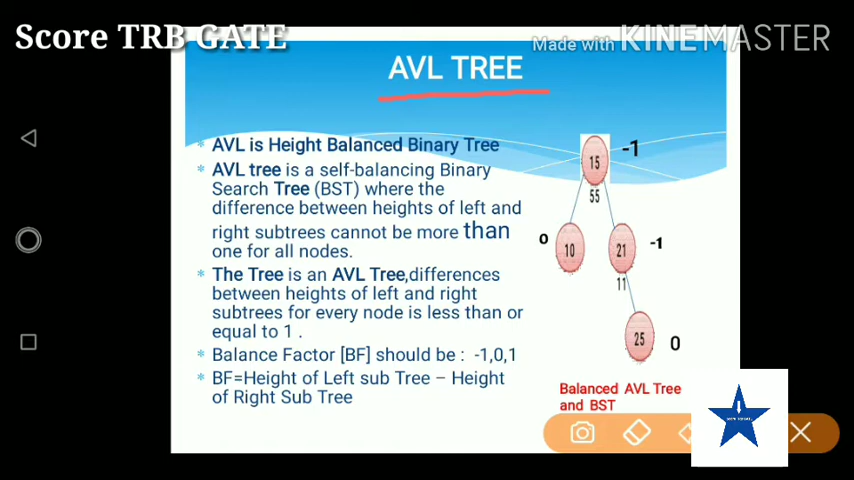 Score TRB GATE
Made with KINEMASTER
AVL TREE
* AVL is Height Balanced Binary Tree
* AVL tree is a self-balancing Binary
Search Tree (BST) where the
difference between heights of left and
right subtrees cannot be more than
one for all nodes.
* The Tree is an AVL Tree,differences
between heights of left and right
subtrees for every node is less than or
equal to 1 .
* Balance Factor [BF] should be : -1,0,1
* BF=Height of Left sub Tree – Height
of Right Sub Tree
15
-1
55
0
10
21
-1
11
25
0
Balanced AVL Tree
and BST